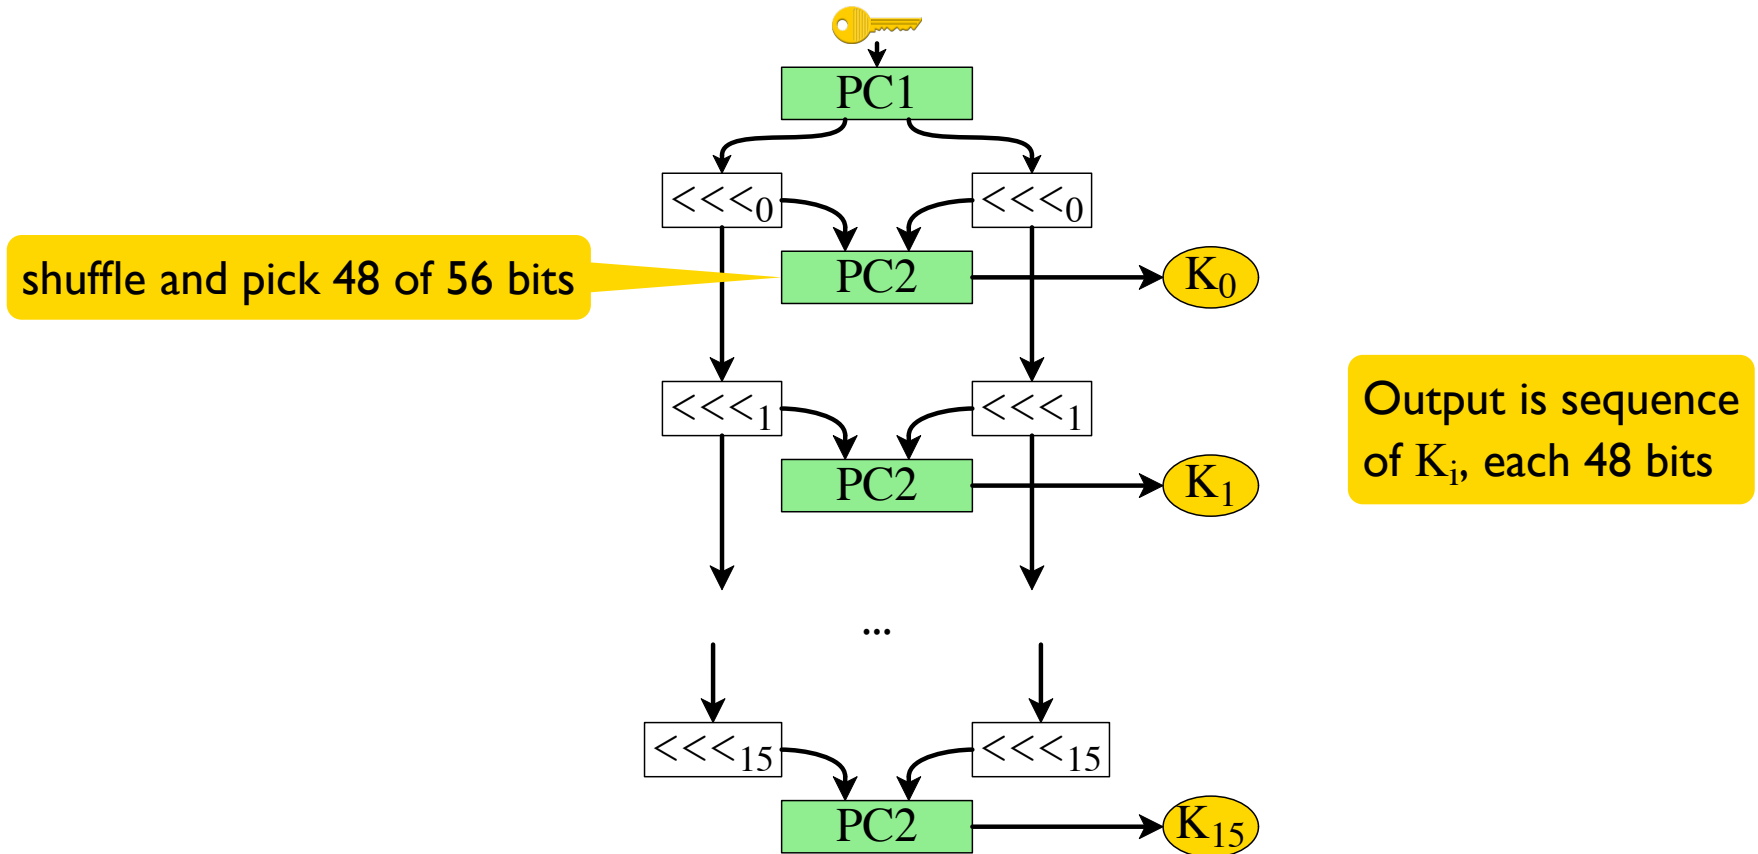 PC1
<<<0 <<<0
shuffle and pick 48 of 56 bits
PC2
K0
<<<1 <<<1
Output is sequence
of Ki, each 48 bits
PC2
K1
...
<<<15 <<<15
PC2
K15